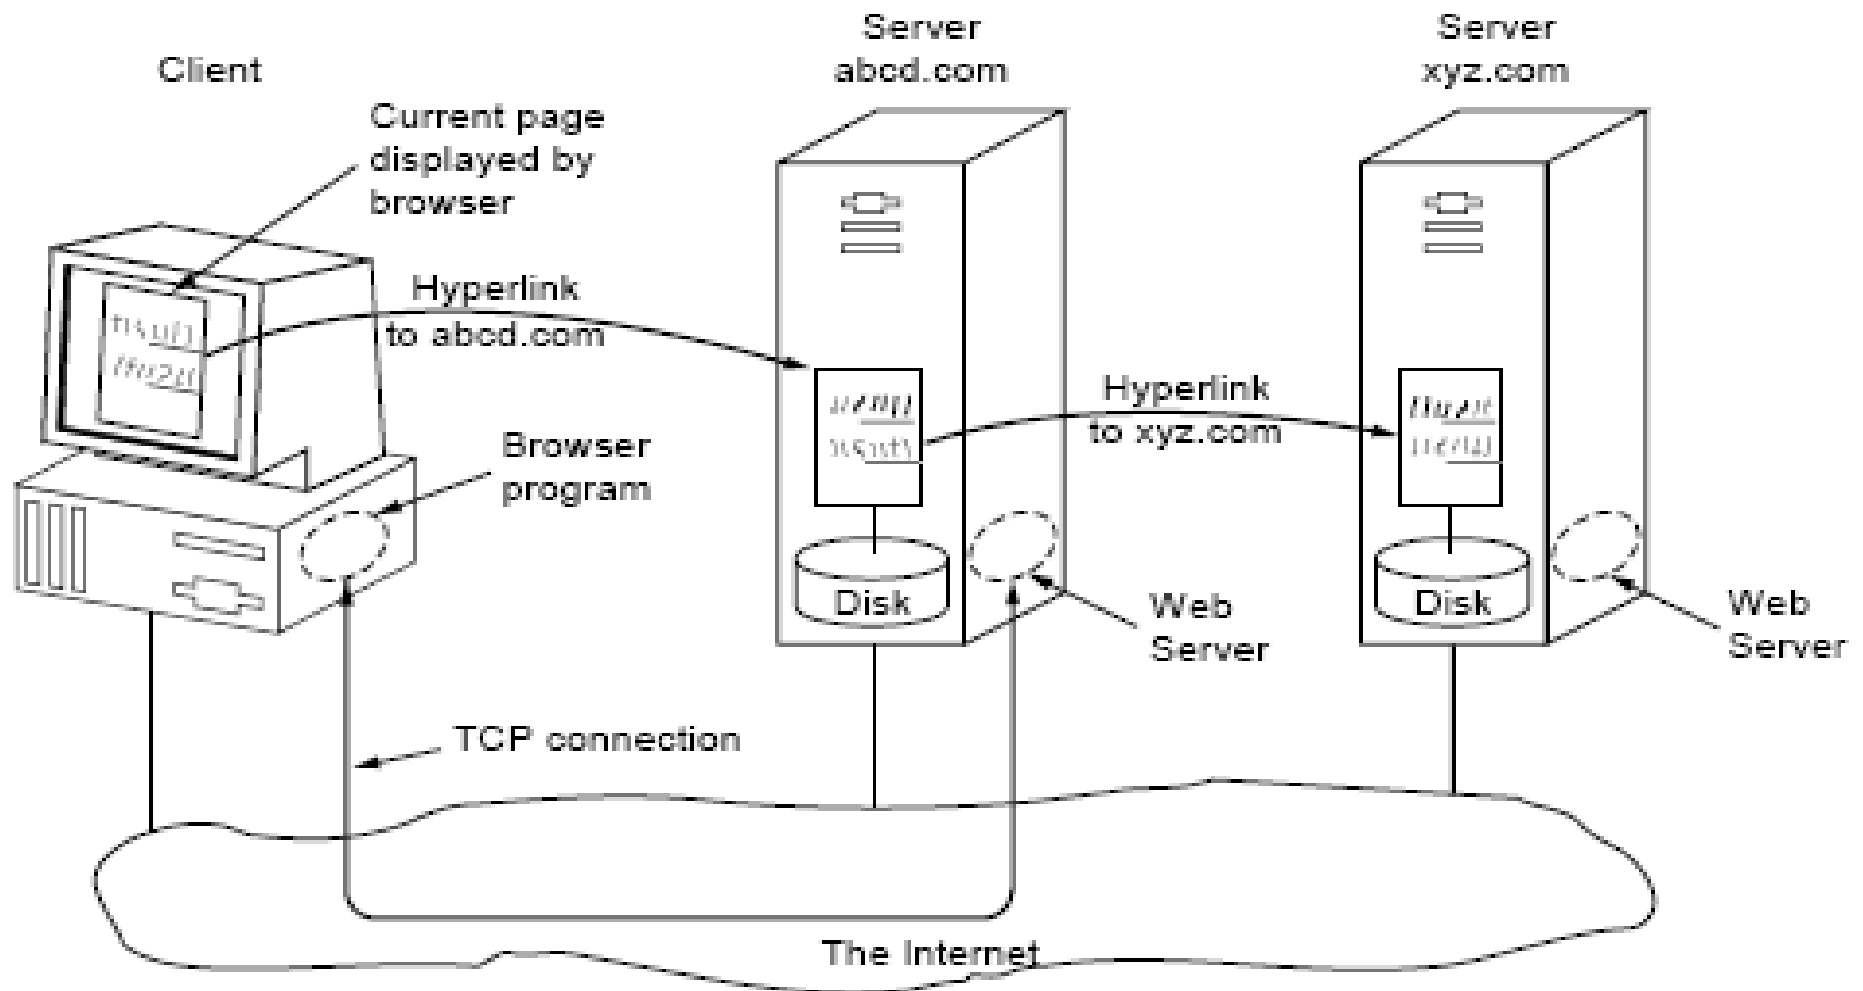 Client
Server
abcd.com
Server
xyz.com
Current page
displayed by
browser
Hyperlink
to abcd.com
Hyperlink
to xyz.com
Browser
program
Disk
Web
Server
Disk
Web
Server
TCP connection
The Internet